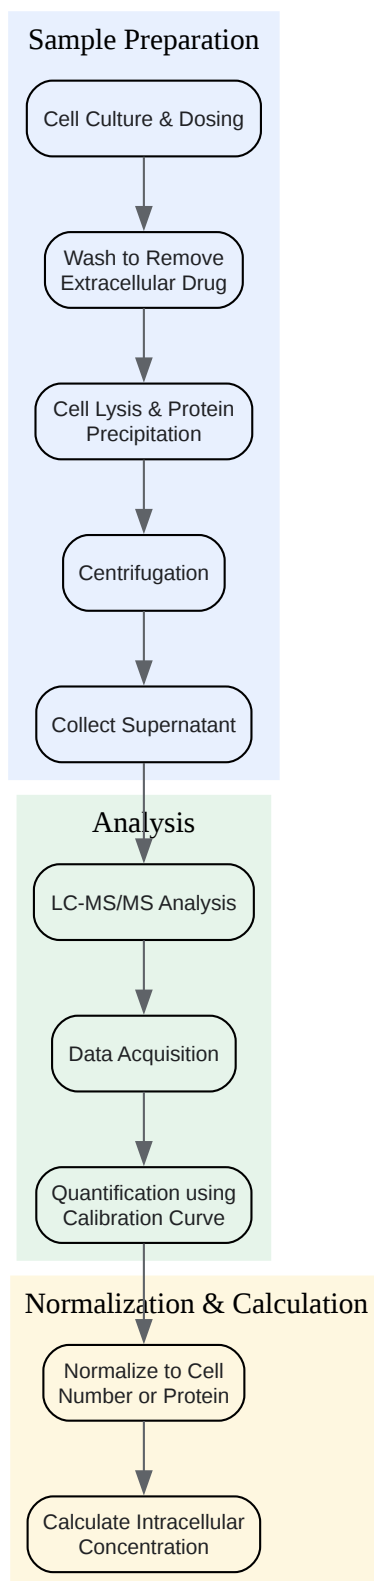 Sample Preparation
Cell Culture & Dosing
Wash to Remove
Extracellular Drug
Cell Lysis & Protein
Precipitation
Centrifugation
Collect Supernatant
Analysis
LC-MS/MS Analysis
Data Acquisition
Quantification using
Calibration Curve
Normalization & Calculation
Normalize to Cell
Number or Protein
Calculate Intracellular
Concentration